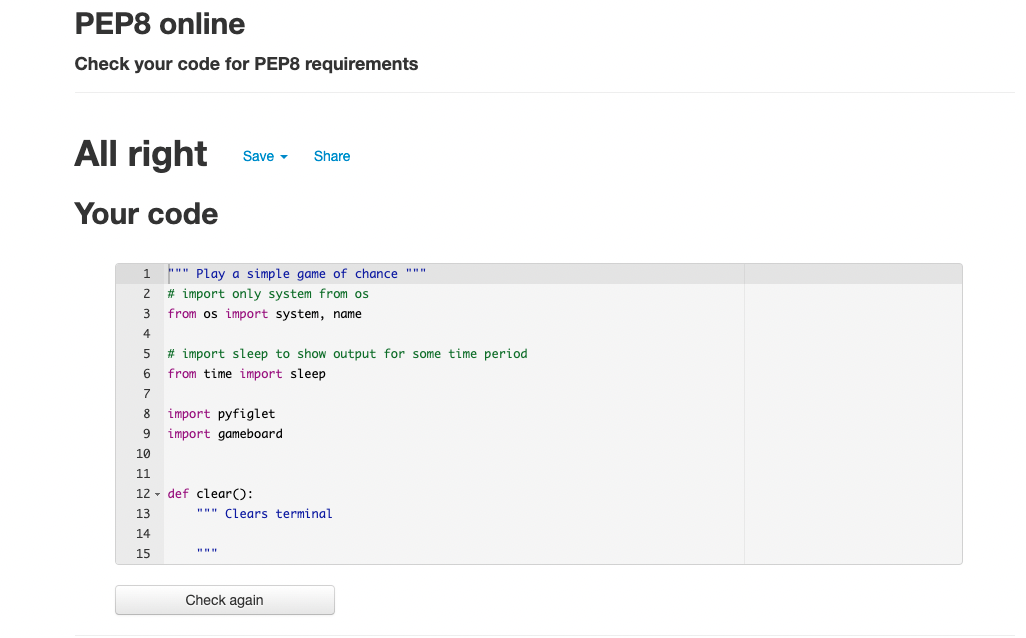 PEP8 online
Check your code for PEP8 requirements
All right Save Share
Your code
1 """ Play a simple game of chance """
2 # import only system from os
3 from os import system, name
4
5 # import sleep to show output for some time period
6 from time import sleep
7
8 import pyfiglet
9 import gameboard
10
11
12 def clear():
13     """ Clears terminal
14
15     """
Check again